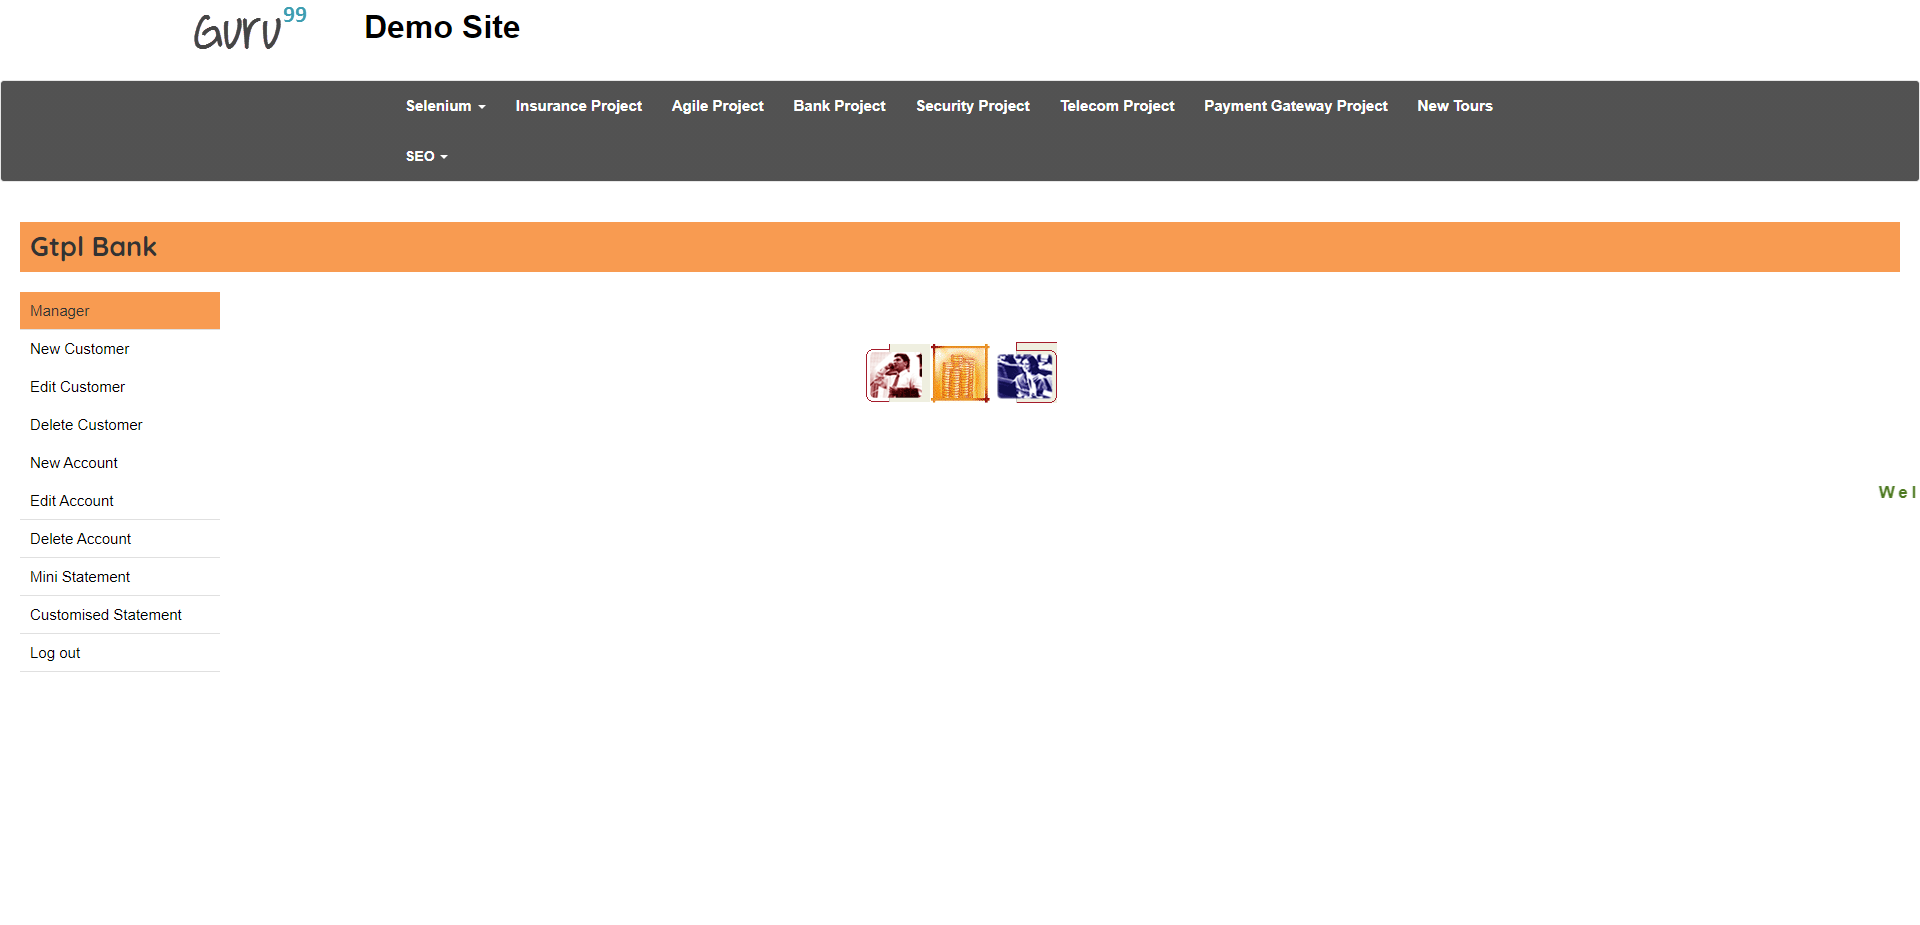 Guru99
Demo Site
Selenium Insurance Project Agile Project Bank Project Security Project Telecom Project Payment Gateway Project New Tours
SEO
Gtpl Bank
Manager
New Customer
Edit Customer
Delete Customer
New Account
Edit Account
Wel
Delete Account
Mini Statement
Customised Statement
Log out